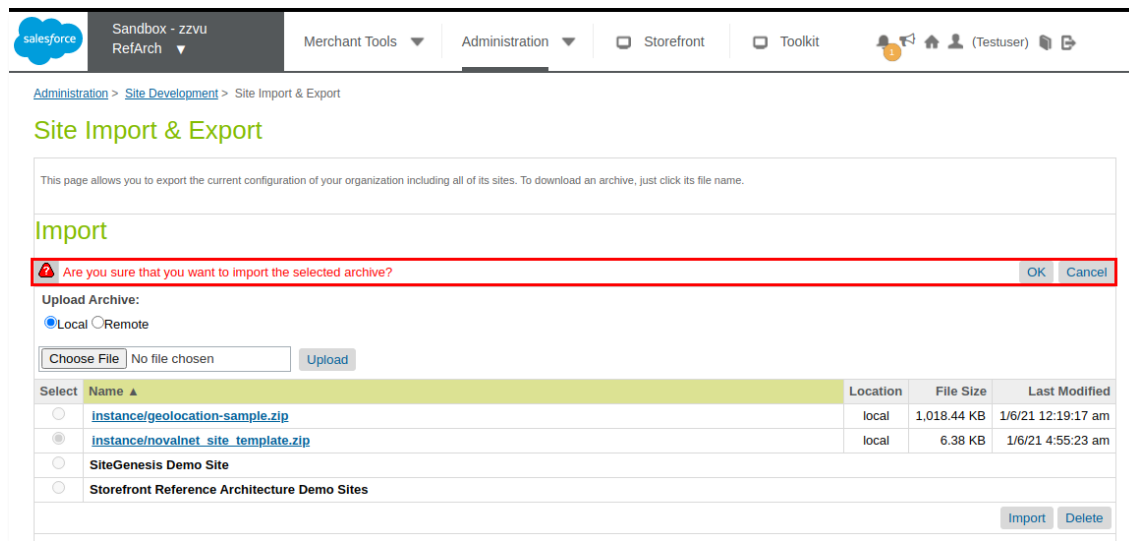 salesforce
Sandbox - zzvu
RefArch ▼
Merchant Tools ▼
Administration ▼
Storefront
Toolkit
1
(Testuser)
Administration > Site Development > Site Import & Export
Site Import & Export
This page allows you to export the current configuration of your organization including all of its sites. To download an archive, just click its file name.
Import
Are you sure that you want to import the selected archive? OK Cancel
Upload Archive:
Local Remote
Choose File No file chosen Upload
Select Name ▲ Location File Size Last Modified
instance/geolocation-sample.zip local 1,018.44 KB 1/6/21 12:19:17 am
instance/novalnet_site_template.zip local 6.38 KB 1/6/21 4:55:23 am
SiteGenesis Demo Site
Storefront Reference Architecture Demo Sites
Import Delete